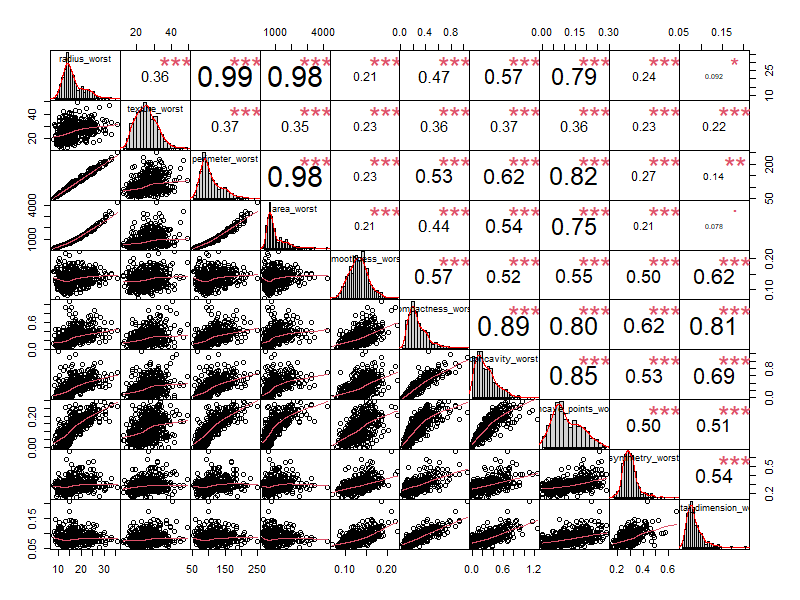 20 40 1000 4000 0.0 0.4 0.8 0.00 0.15 0.30 0.05 0.15
radius_worst 0.36 *** 0.99 *** 0.98 *** 0.21 *** 0.47 *** 0.57 *** 0.79 *** 0.24 *** 0.092 * 10 25
20 40 texture_worst 0.37 *** 0.35 *** 0.23 *** 0.36 *** 0.37 *** 0.36 *** 0.23 *** 0.22 ***
perimeter_worst 0.98 *** 0.23 *** 0.53 *** 0.62 *** 0.82 *** 0.27 *** 0.14 ** 50 200
1000 4000 area_worst 0.21 *** 0.44 *** 0.54 *** 0.75 *** 0.21 *** 0.078 .
moothness_wors 0.57 *** 0.52 *** 0.55 *** 0.50 *** 0.62 *** 0.10 0.20
0.0 0.6 ompactness_wors 0.89 *** 0.80 *** 0.62 *** 0.81 ***
concavity_worst 0.85 *** 0.53 *** 0.69 *** 0.0 0.8
0.00 0.20 ncave_points_wo 0.50 *** 0.51 ***
symmetry_worst 0.54 *** 0.2 0.5
0.05 0.15 tal_dimension_w
10 20 30 50 150 250 0.10 0.20 0.0 0.6 1.2 0.2 0.4 0.6